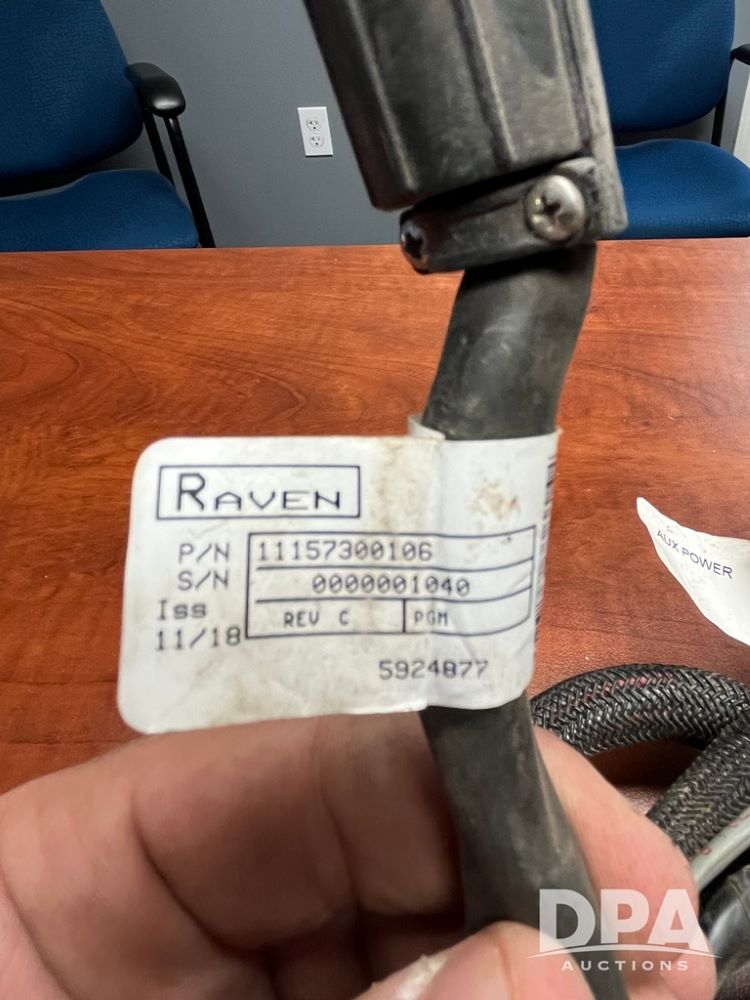 RAVEN
P/N 11157300106
S/N 0000001040
Iss
11/18 REV C PGM
5924877
AUX POWER
DPA
AUCTIONS